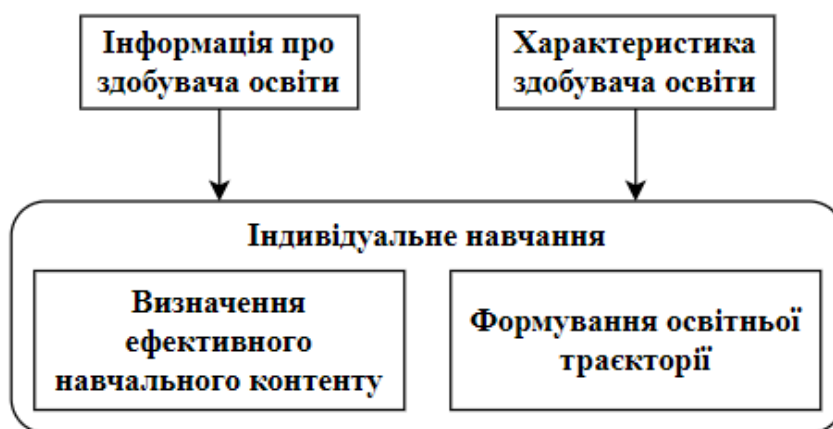 Інформація про
здобувача освіти
Характеристика
здобувача освіти
Індивідуальне навчання
Визначення
ефективного
навчального контенту
Формування освітньої
траєкторії